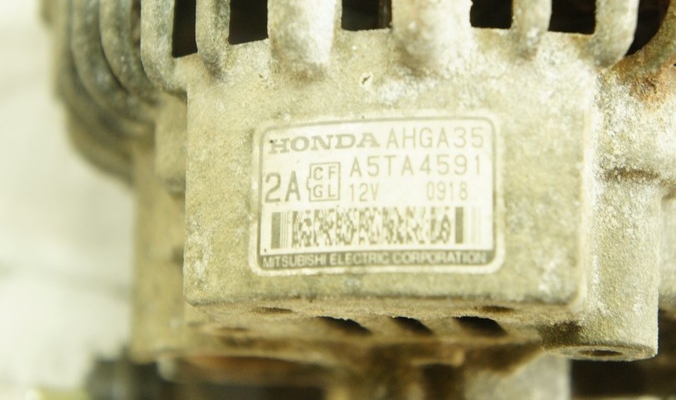 HONDA AHGA35
2A CF GL A5TA4591
12V 0918
MITSUBISHI ELECTRIC CORPORATION